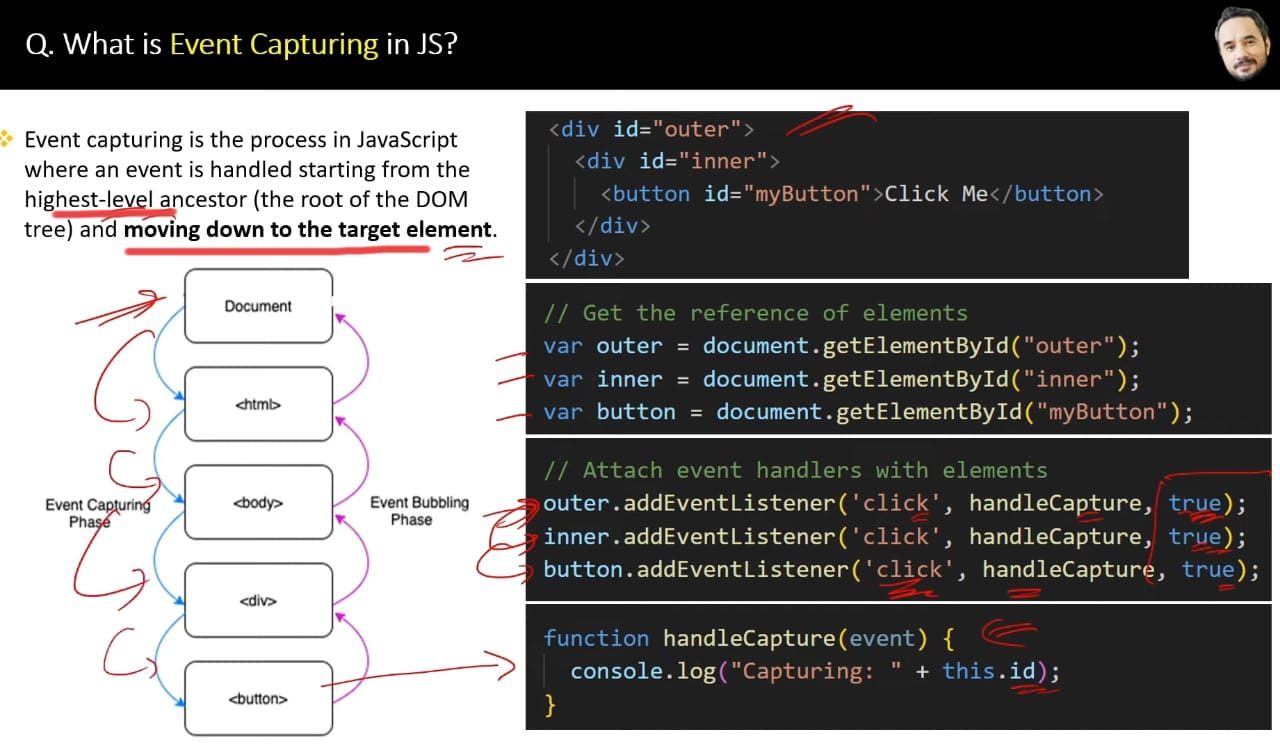 Q. What is Event Capturing in JS?
Event capturing is the process in JavaScript
where an event is handled starting from the
highest-level ancestor (the root of the DOM
tree) and moving down to the target element.
Document
<html>
<body>
<div>
<button>
Event Capturing
Phase
Event Bubbling
Phase
<div id="outer">
<div id="inner">
<button id="myButton">Click Me</button>
</div>
</div>
// Get the reference of elements
var outer = document.getElementById("outer");
var inner = document.getElementById("inner");
var button = document.getElementById("myButton");
// Attach event handlers with elements
outer.addEventListener('click', handleCapture, true);
inner.addEventListener('click', handleCapture, true);
button.addEventListener('click', handleCapture, true);
function handleCapture(event) {
console.log("Capturing: " + this.id);
}